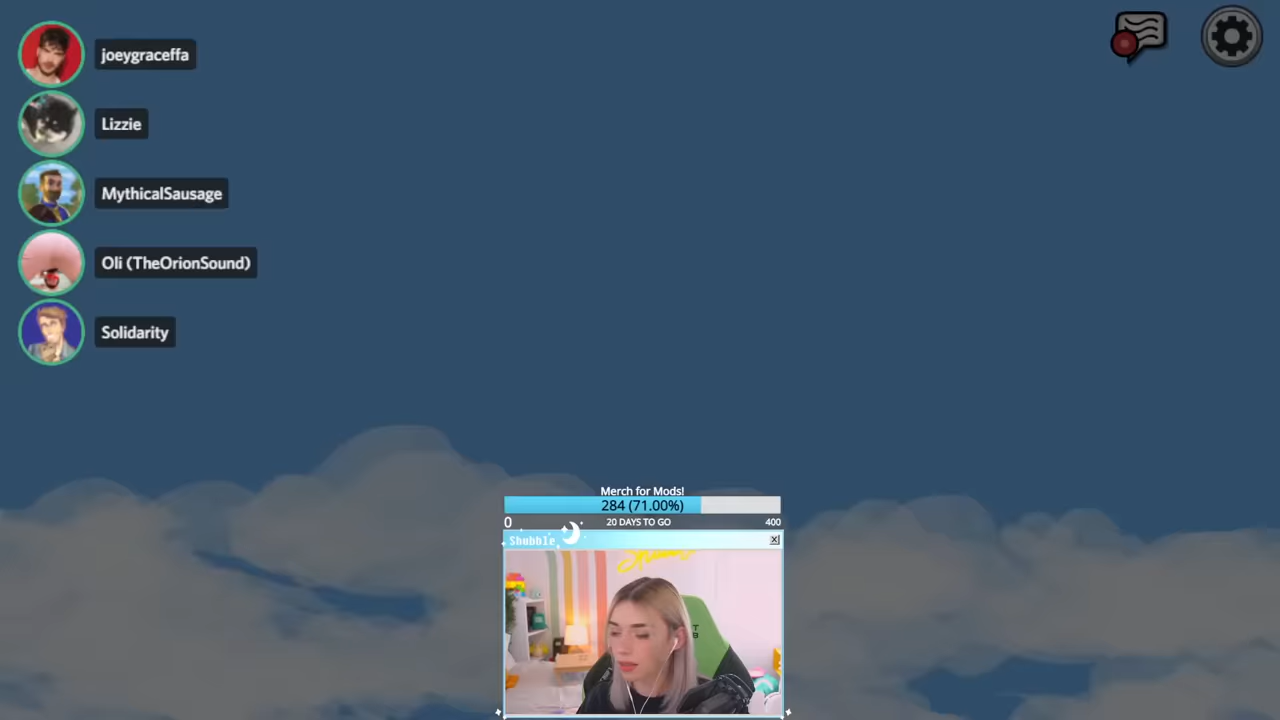 joeygraceffa
Lizzie
MythicalSausage
Oli (TheOrionSound)
Solidarity
Merch for Mods!
284 (71.00%)
0 20 DAYS TO GO 400
Shubble